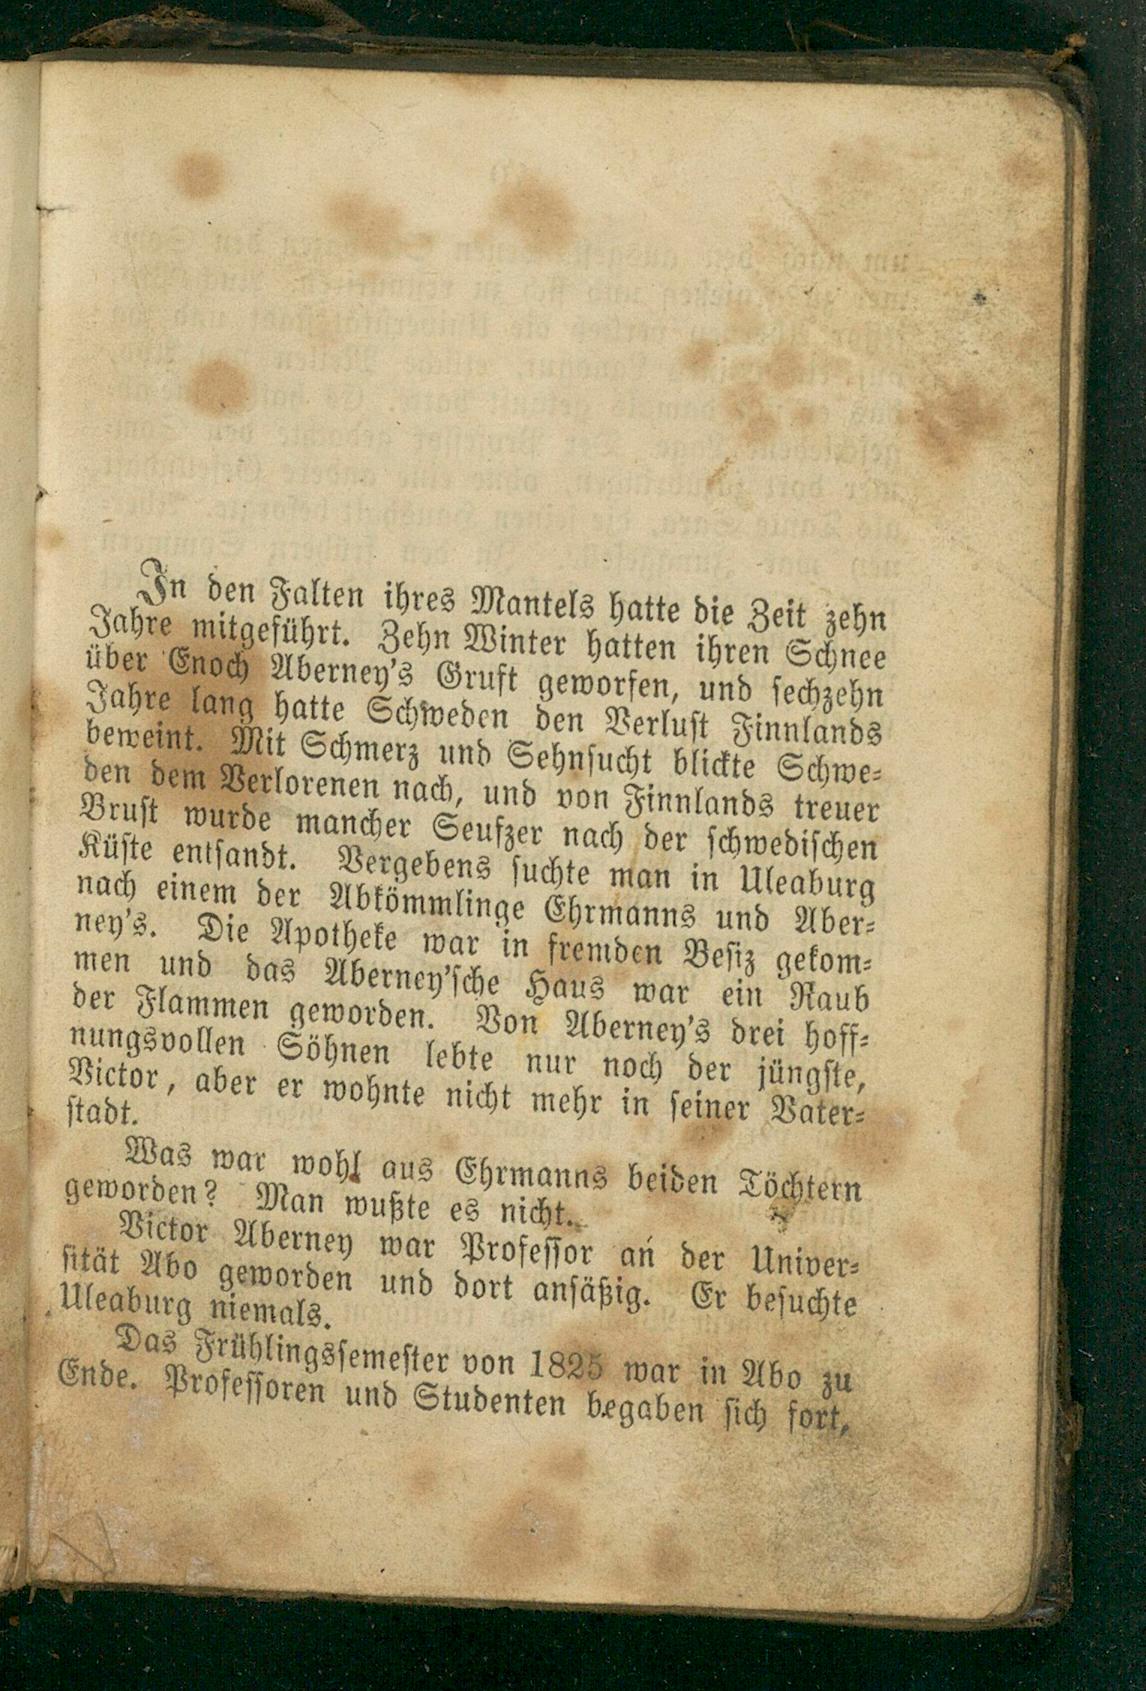 In den Falten ihres Mantels hatte die Zeit zehn
Jahre mitgeführt. Zehn Winter hatten ihren Schnee
über Enoch Aberney's Gruft geworfen, und sechzehn
Jahre lang hatte Schweden den Verlust Finnlands
beweint. Mit Schmerz und Sehnsucht blickte Schwe-
den dem Verlorenen nach, und von Finnlands treuer
Brust wurde mancher Seufzer nach der schwedischen
Küste entsandt. Vergebens suchte man in Uleaburg
nach einem der Abkömmlinge Ehrmanns und Aber-
ney's. Die Apotheke war in fremden Besiz gekom-
men und das Aberney'sche Haus war ein Raub
der Flammen geworden. Von Aberney's drei hoff-
nungsvollen Söhnen lebte nur noch der jüngste,
Victor, aber er wohnte nicht mehr in seiner Vater-
stadt.
Was war wohl aus Ehrmanns beiden Töchtern
geworden? Man wußte es nicht.
Victor Aberney war Professor an der Univer-
sität Abo geworden und dort ansäßig. Er besuchte
Uleaburg niemals.
Das Frühlingssemester von 1825 war in Abo zu
Ende. Professoren und Studenten begaben sich fort,